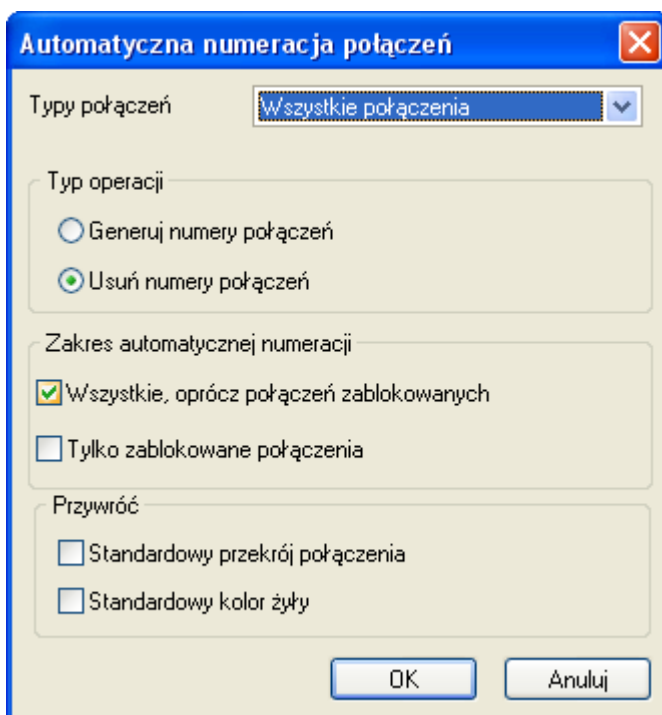 Automatyczna numeracja połączeń
Typy połączeń
Wszystkie połączenia
Typ operacji
Generuj numery połączeń
Usuń numery połączeń
Zakres automatycznej numeracji
Wszystkie, oprócz połączeń zablokowanych
Tylko zablokowane połączenia
Przywróć
Standardowy przekrój połączenia
Standardowy kolor żyły
OK
Anuluj